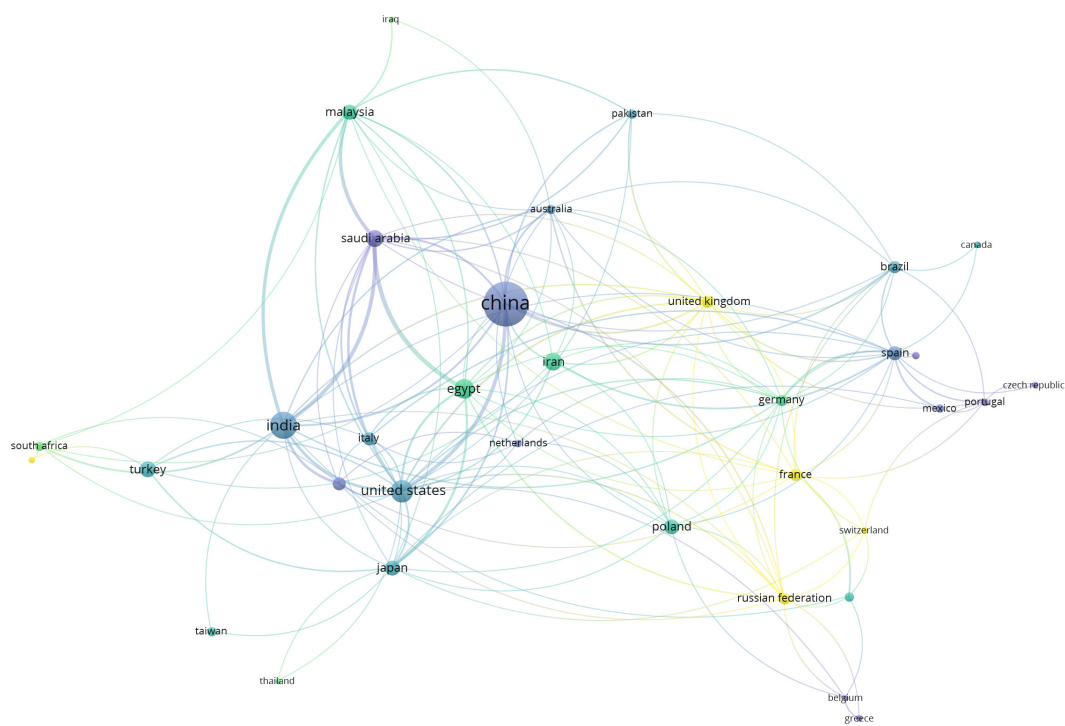 iraq
malaysia
pakistan
australia
saudi arabia
canada
brazil
china
united kingdom
spain
iran
czech republic
egypt
germany
portugal
mexico
india
italy
netherlands
south africa
turkey
france
united states
poland
switzerland
japan
russian federation
taiwan
thailand
belgium
greece